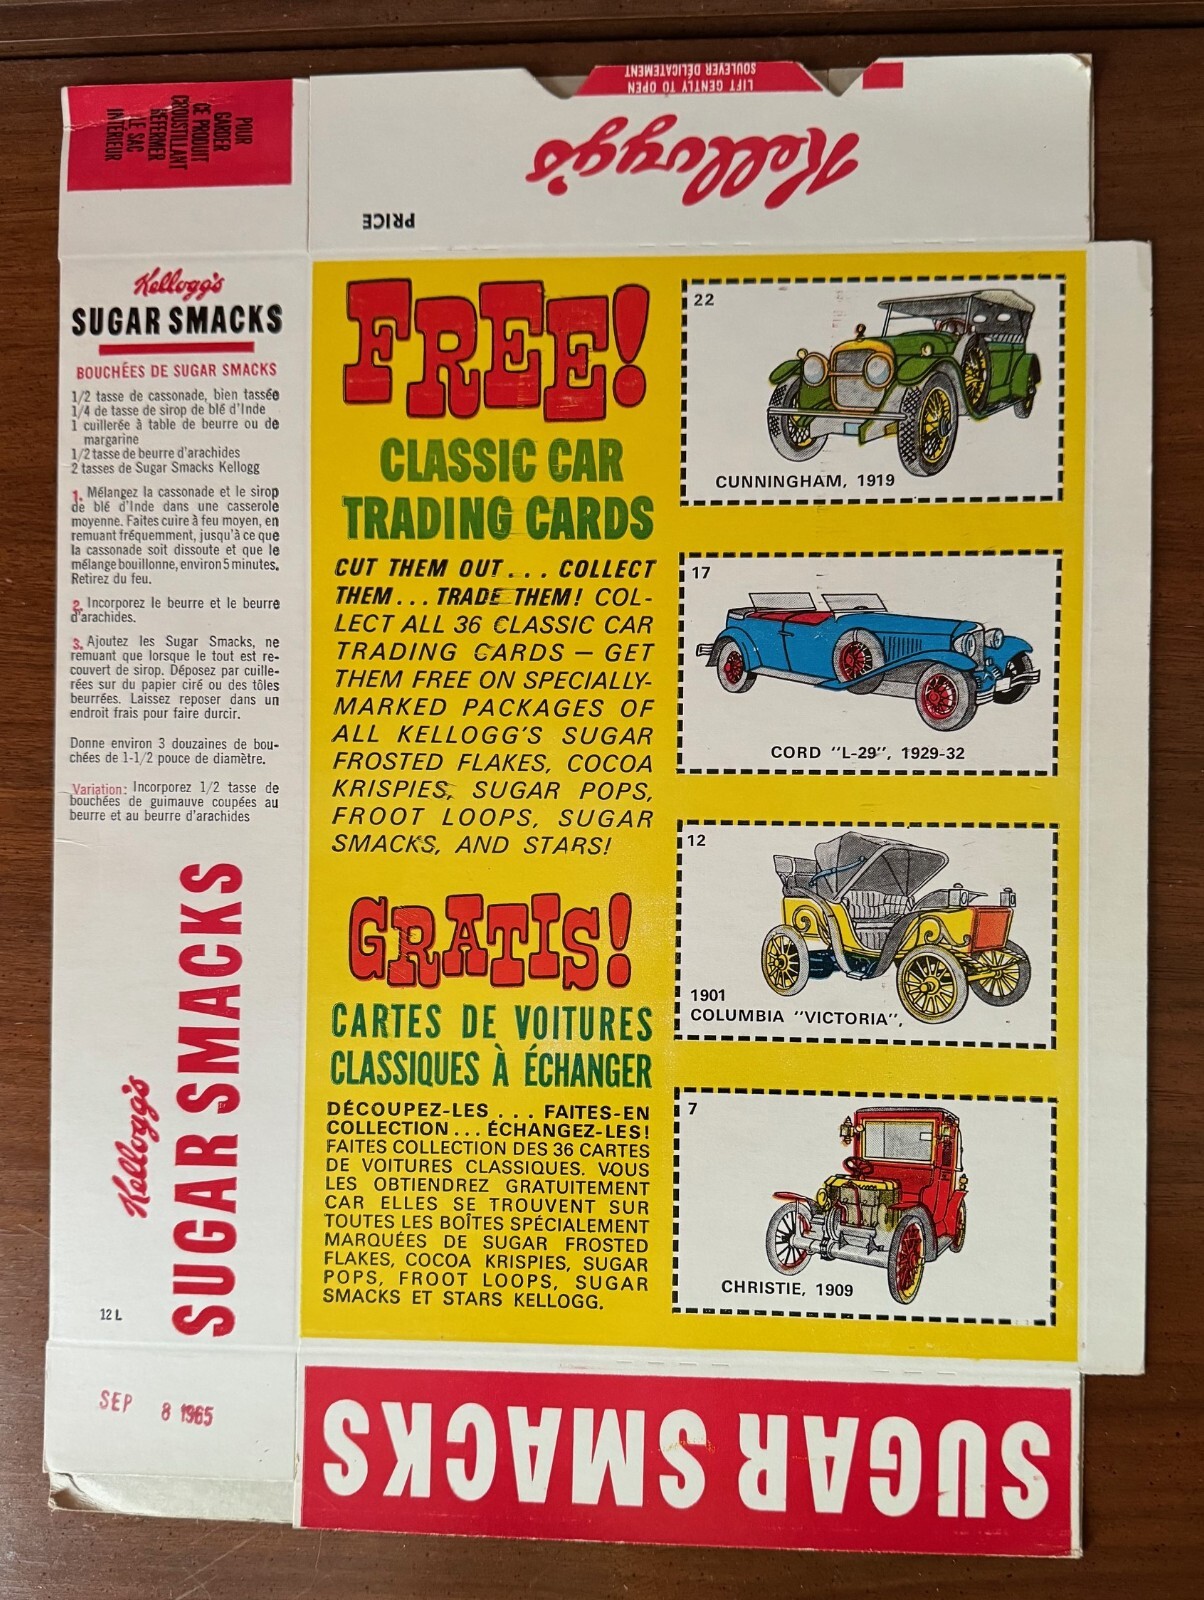 LIFT GENTLY TO OPEN
SOULEVER DÉLICATEMENT
Kellogg's
PRICE
POUR
GARDER
CE PRODUIT
CROUSTILLANT
REFERMER
LE SAC
INTÉRIEUR
Kellogg's
SUGAR SMACKS
BOUCHÉES DE SUGAR SMACKS
1/2 tasse de cassonade, bien tassée
1/4 de tasse de sirop de blé d'Inde
1 cuillerée à table de beurre ou de
margarine
1/2 tasse de beurre d'arachides
2 tasses de Sugar Smacks Kellogg
1. Mélangez la cassonade et le sirop
de blé d'Inde dans une casserole
moyenne. Faites cuire à feu moyen, en
remuant fréquemment, jusqu'à ce que
la cassonade soit dissoute et que le
mélange bouillonne, environ 5 minutes.
Retirez du feu.
2. Incorporez le beurre et le beurre
d'arachides.
3. Ajoutez les Sugar Smacks, ne
remuant que lorsque le tout est re-
couvert de sirop. Déposez par cuille-
rées sur du papier ciré ou des tôles
beurrées. Laissez reposer dans un
endroit frais pour faire durcir.
Donne environ 3 douzaines de bou-
chées de 1-1/2 pouce de diamètre.
Variation: Incorporez 1/2 tasse de
bouchées de guimauve coupées au
beurre et au beurre d'arachides
Kellogg's
SUGAR SMACKS
12 L
SEP 8 1965
FREE!
CLASSIC CAR
TRADING CARDS
CUT THEM OUT... COLLECT
THEM... TRADE THEM! COL-
LECT ALL 36 CLASSIC CAR
TRADING CARDS — GET
THEM FREE ON SPECIALLY-
MARKED PACKAGES OF
ALL KELLOGG'S SUGAR
FROSTED FLAKES, COCOA
KRISPIES, SUGAR POPS,
FROOT LOOPS, SUGAR
SMACKS, AND STARS!
GRATIS!
CARTES DE VOITURES
CLASSIQUES À ÉCHANGER
DÉCOUPEZ-LES... FAITES-EN
COLLECTION... ÉCHANGEZ-LES!
FAITES COLLECTION DES 36 CARTES
DE VOITURES CLASSIQUES. VOUS
LES OBTIENDREZ GRATUITEMENT
CAR ELLES SE TROUVENT SUR
TOUTES LES BOÎTES SPÉCIALEMENT
MARQUÉES DE SUGAR FROSTED
FLAKES, COCOA KRISPIES, SUGAR
POPS, FROOT LOOPS, SUGAR
SMACKS ET STARS KELLOGG.
22
CUNNINGHAM, 1919
17
CORD "L-29", 1929-32
12
1901
COLUMBIA "VICTORIA",
7
CHRISTIE, 1909
SUGAR SMACKS